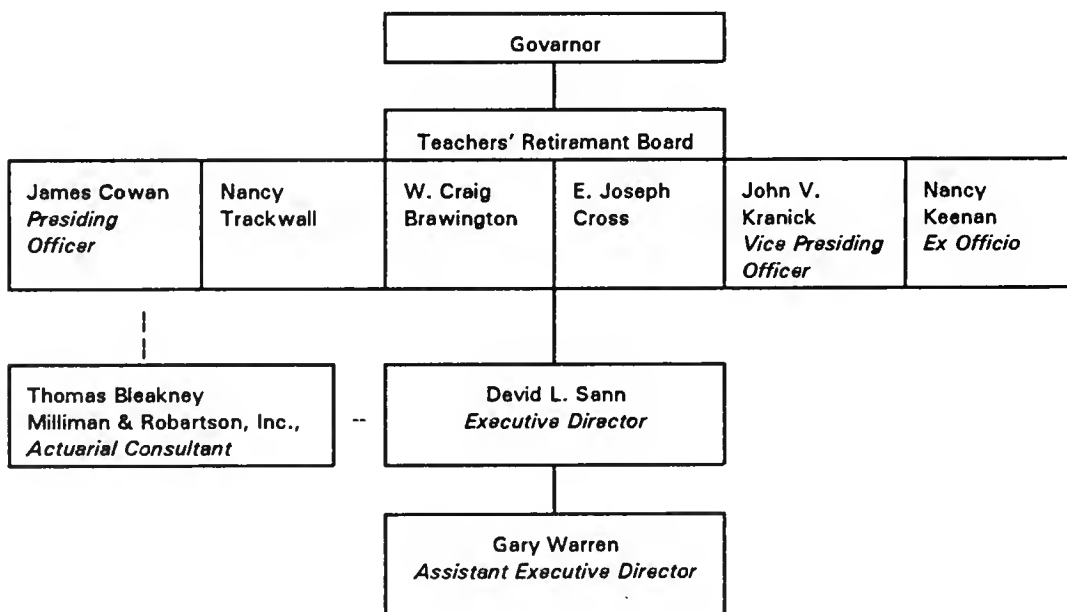 Govarnor
Teachers' Retiramant Board
James Cowan
Presiding
Officer
Nancy
Trackwall
W. Craig
Brawington
E. Joseph
Cross
John V.
Kranick
Vice Presiding
Officer
Nancy
Keenan
Ex Officio
Thomas Bleakney
Milliman & Robartson, Inc.,
Actuarial Consultant
--
David L. Sann
Executive Director
Gary Warren
Assistant Executive Director